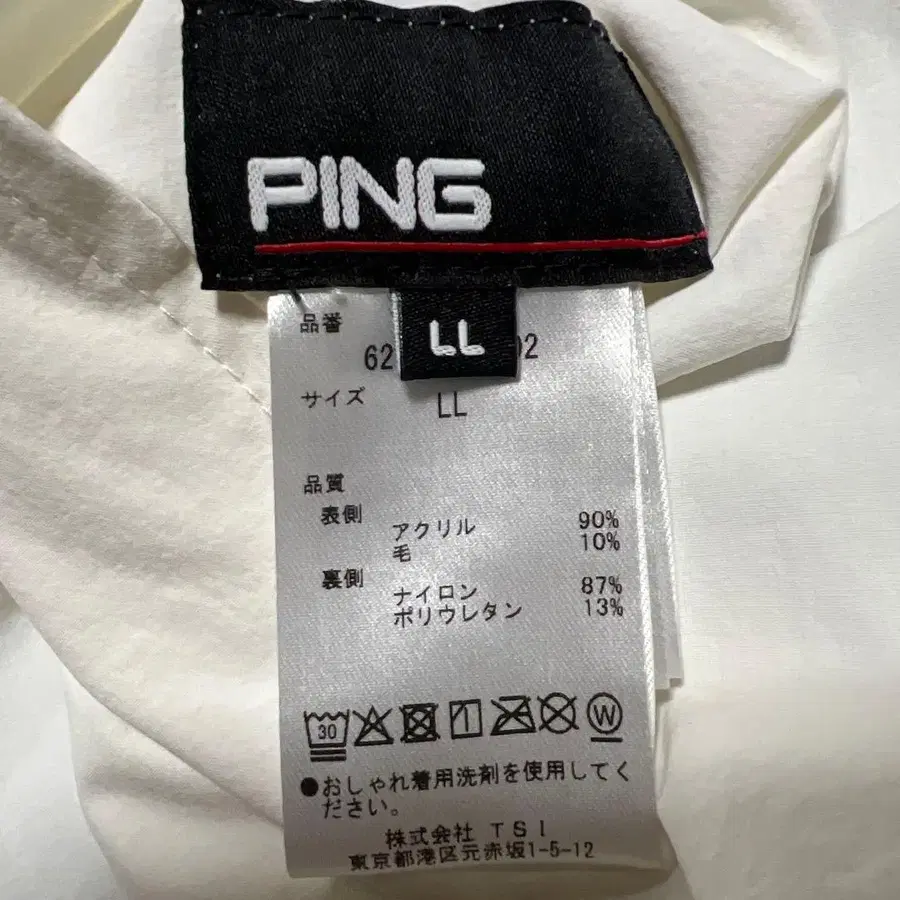 PING
LL
品番
62 02
サイズ LL
品質
表側
アクリル 90%
毛 10%
裏側
ナイロン 87%
ポリウレタン 13%
30
W
●おしゃれ着用洗剤を使用してく
ださい。
株式会社 TSI
東京都港区元赤坂1-5-12